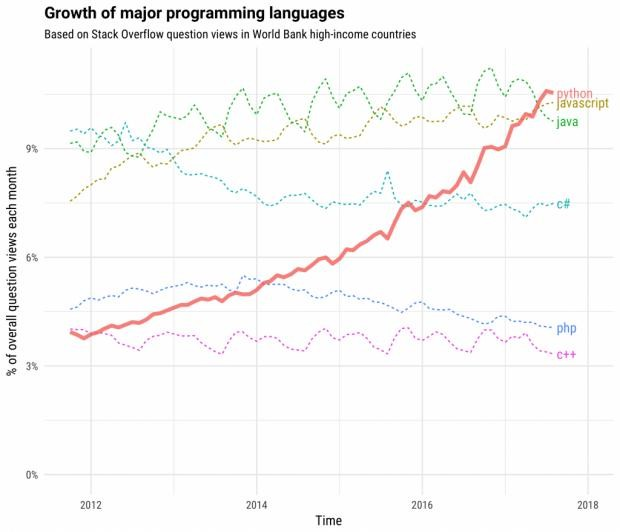 Growth of major programming languages
Based on Stack Overflow question views in World Bank high-income countries
% of overall question views each month
9%
6%
3%
0%
python
javascript
java
c#
php
c++
2012
2014
2016
2018
Time